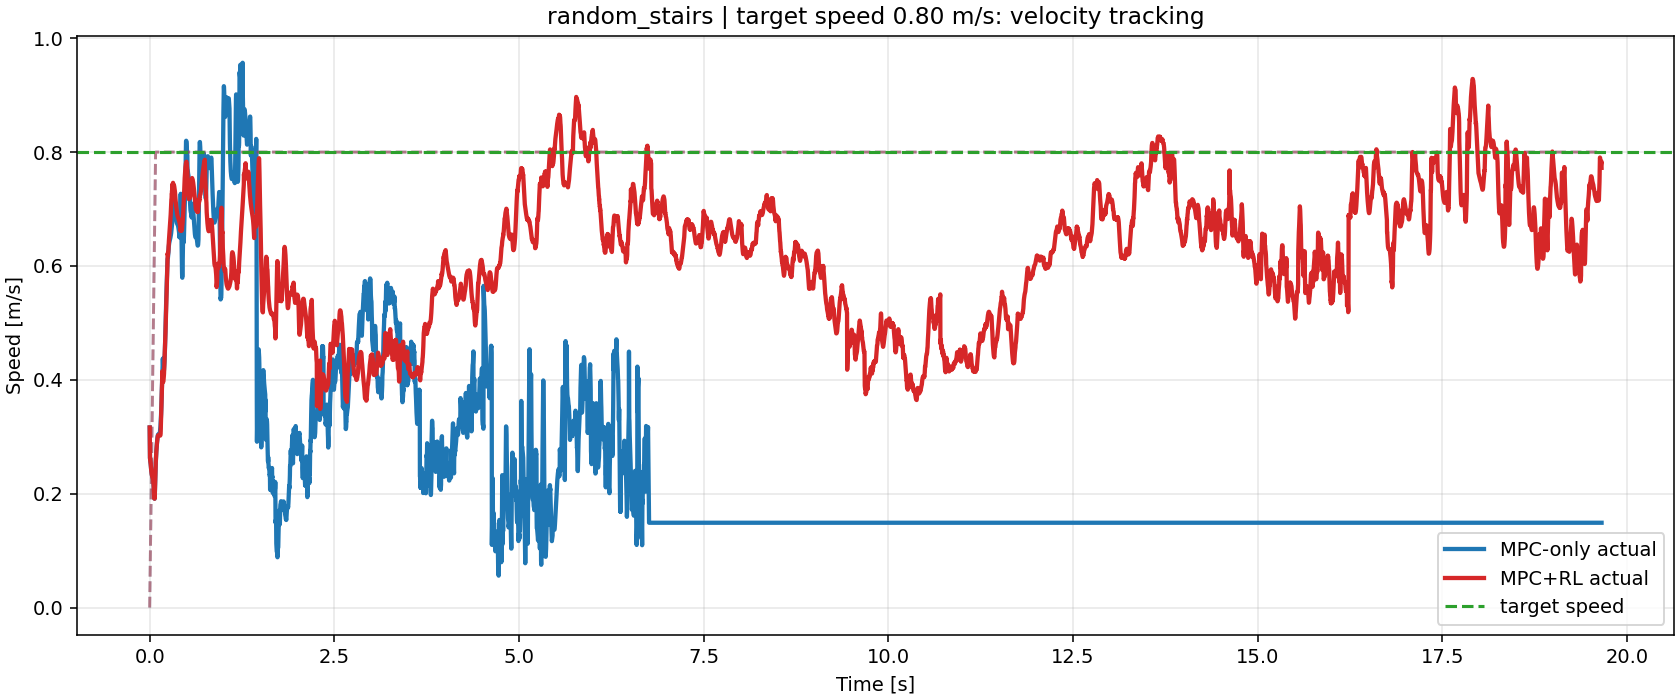 random_stairs | target speed 0.80 m/s: velocity tracking
1.0
0.8
0.6
0.4
0.2
0.0
Speed [m/s]
MPC-only actual
MPC+RL actual
target speed
0.0 2.5 5.0 7.5 10.0 12.5 15.0 17.5 20.0
Time [s]